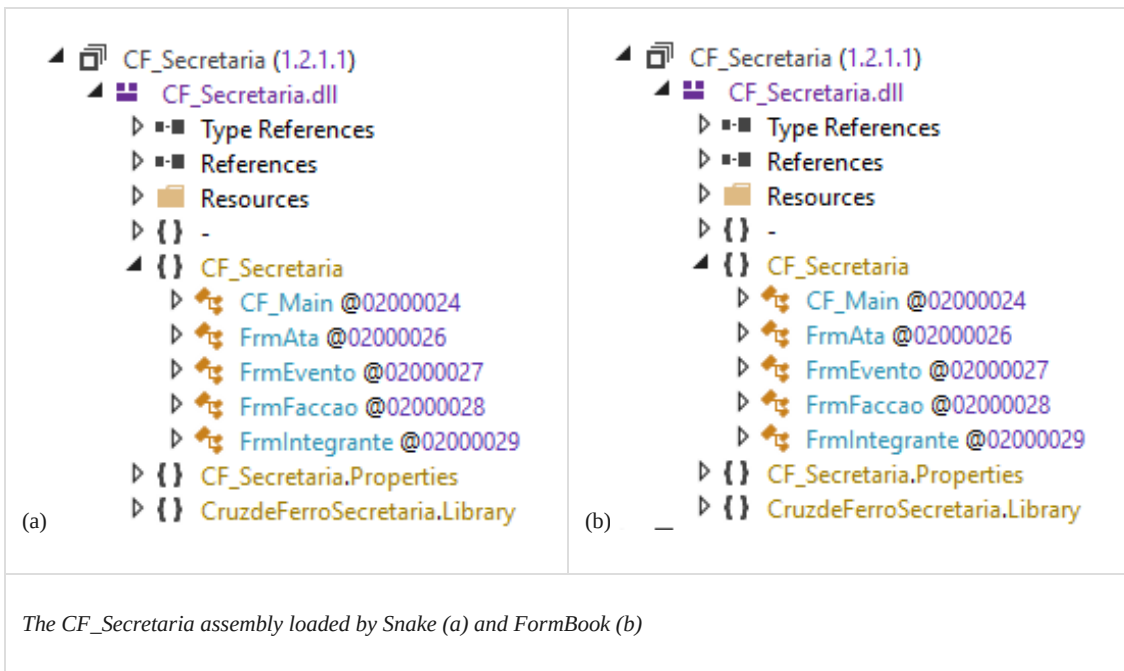 CF_Secretaria (1.2.1.1)
CF_Secretaria.dll
Type References
References
Resources
{ } -
{ } CF_Secretaria
CF_Main @02000024
FrmAta @02000026
FrmEvento @02000027
FrmFaccao @02000028
FrmIntegrante @02000029
{ } CF_Secretaria.Properties
{ } CruzdeFerroSecretaria.Library
(a)
CF_Secretaria (1.2.1.1)
CF_Secretaria.dll
Type References
References
Resources
{ } -
{ } CF_Secretaria
CF_Main @02000024
FrmAta @02000026
FrmEvento @02000027
FrmFaccao @02000028
FrmIntegrante @02000029
{ } CF_Secretaria.Properties
{ } CruzdeFerroSecretaria.Library
(b)
The CF_Secretaria assembly loaded by Snake (a) and FormBook (b)